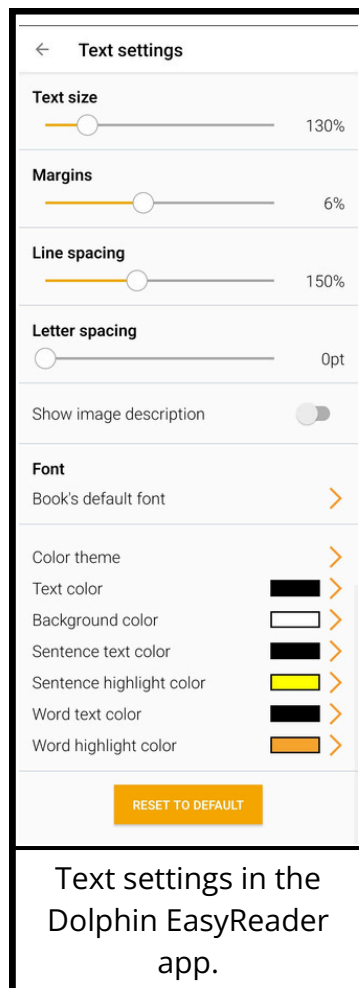 Text settings
Text size
130%
Margins
6%
Line spacing
150%
Letter spacing
0pt
Show image description
Font
Book's default font
Color theme
Text color
Background color
Sentence text color
Sentence highlight color
Word text color
Word highlight color
RESET TO DEFAULT
Text settings in the
Dolphin EasyReader
app.